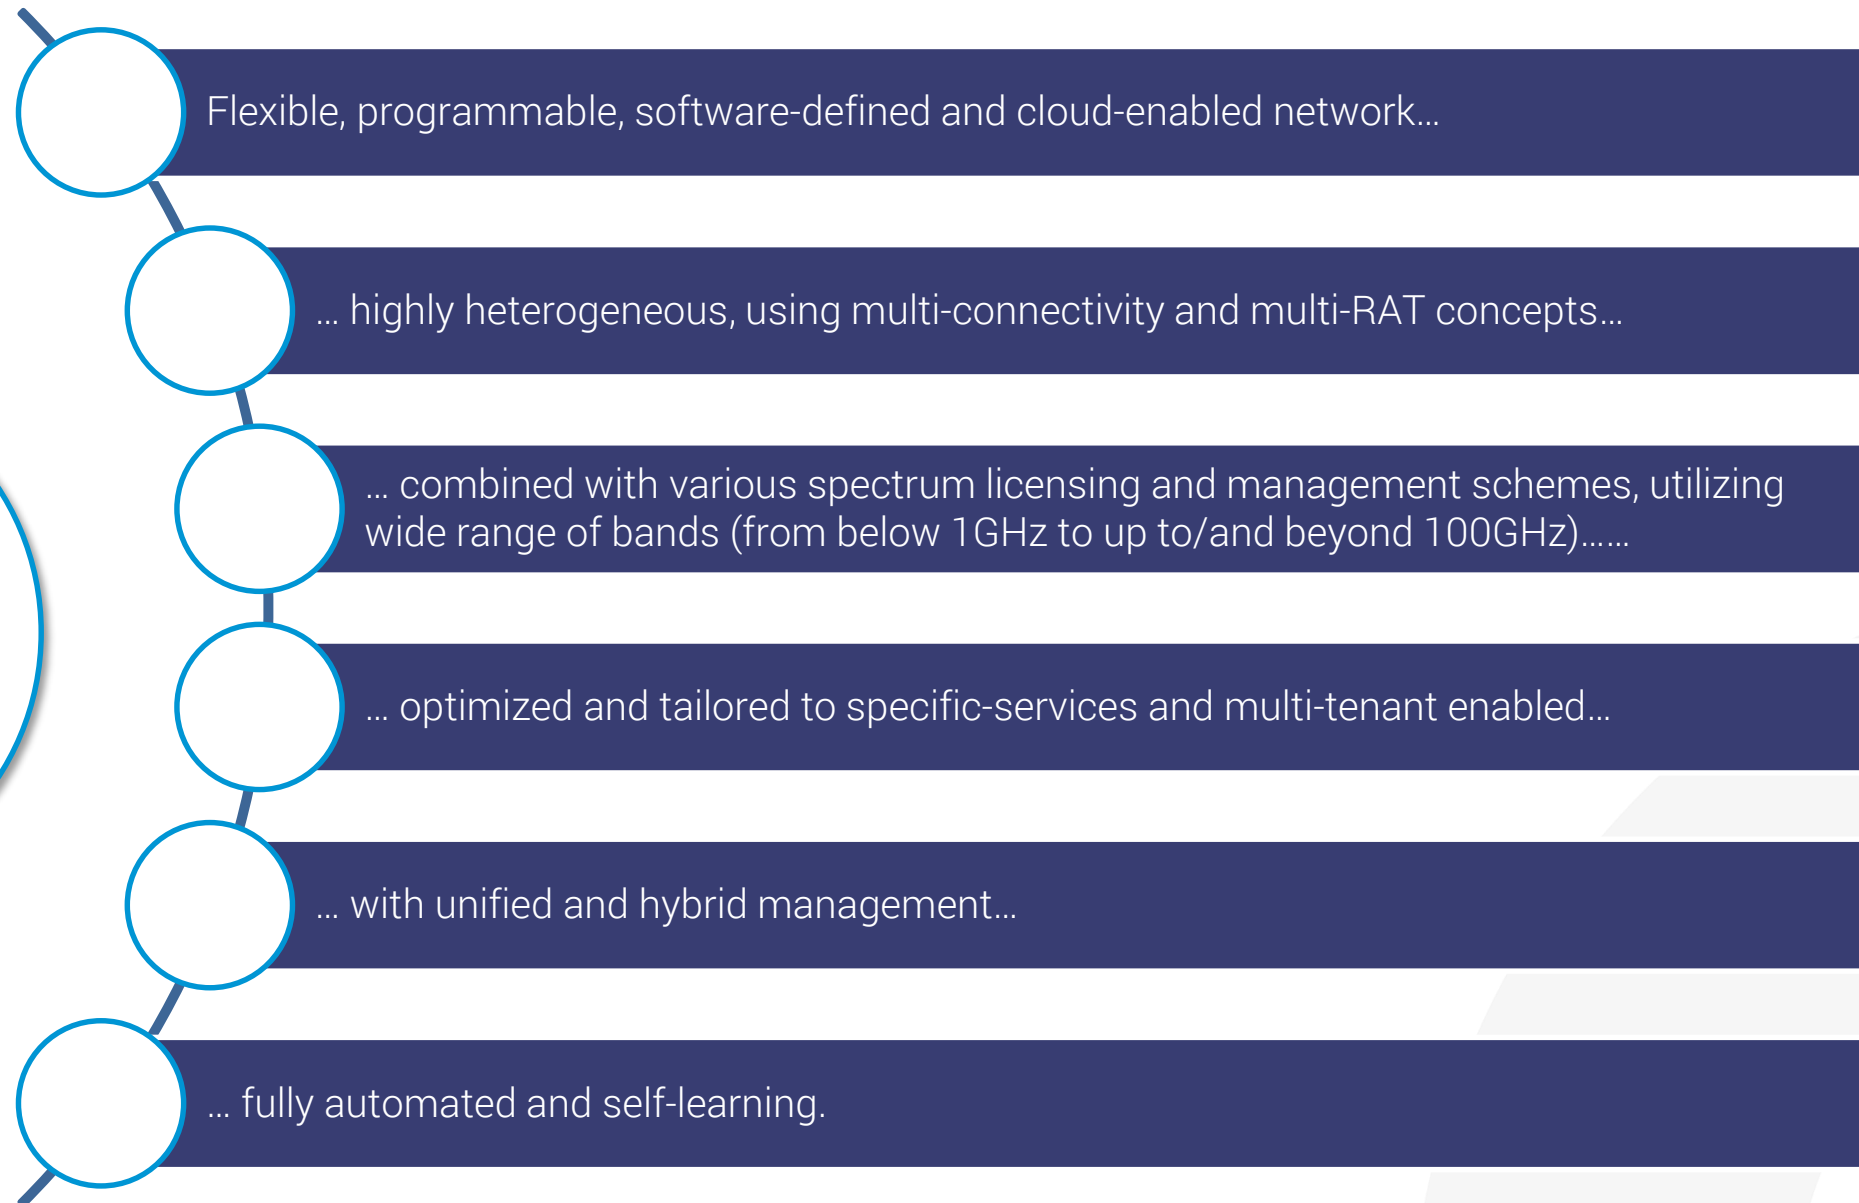 Flexible, programmable, software-defined and cloud-enabled network...
... highly heterogeneous, using multi-connectivity and multi-RAT concepts...
... combined with various spectrum licensing and management schemes, utilizing
wide range of bands (from below 1GHz to up to/and beyond 100GHz)......
... optimized and tailored to specific-services and multi-tenant enabled...
... with unified and hybrid management...
... fully automated and self-learning.